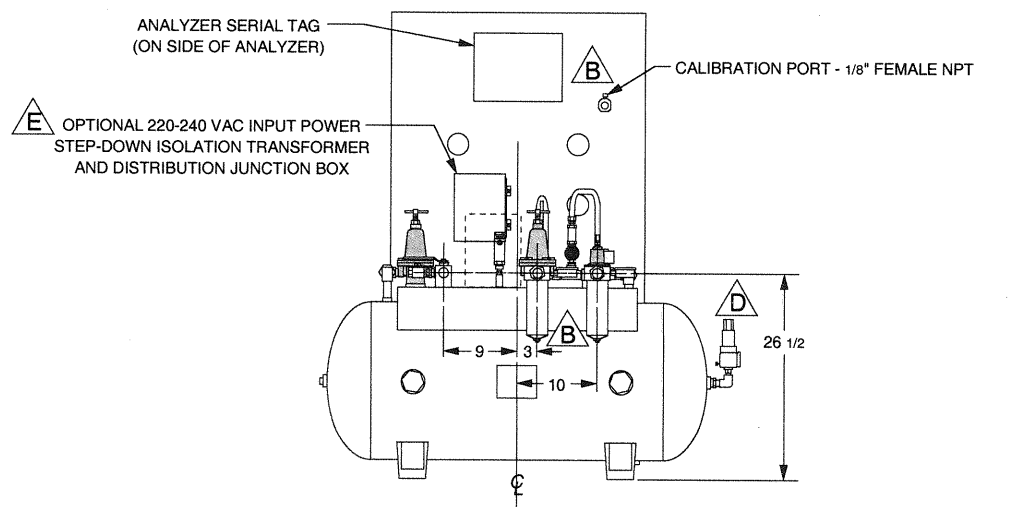 ANALYZER SERIAL TAG
(ON SIDE OF ANALYZER)
B
CALIBRATION PORT - 1/8" FEMALE NPT
E
OPTIONAL 220-240 VAC INPUT POWER
STEP-DOWN ISOLATION TRANSFORMER
AND DISTRIBUTION JUNCTION BOX
D
B
26 1/2
9
3
10
℄